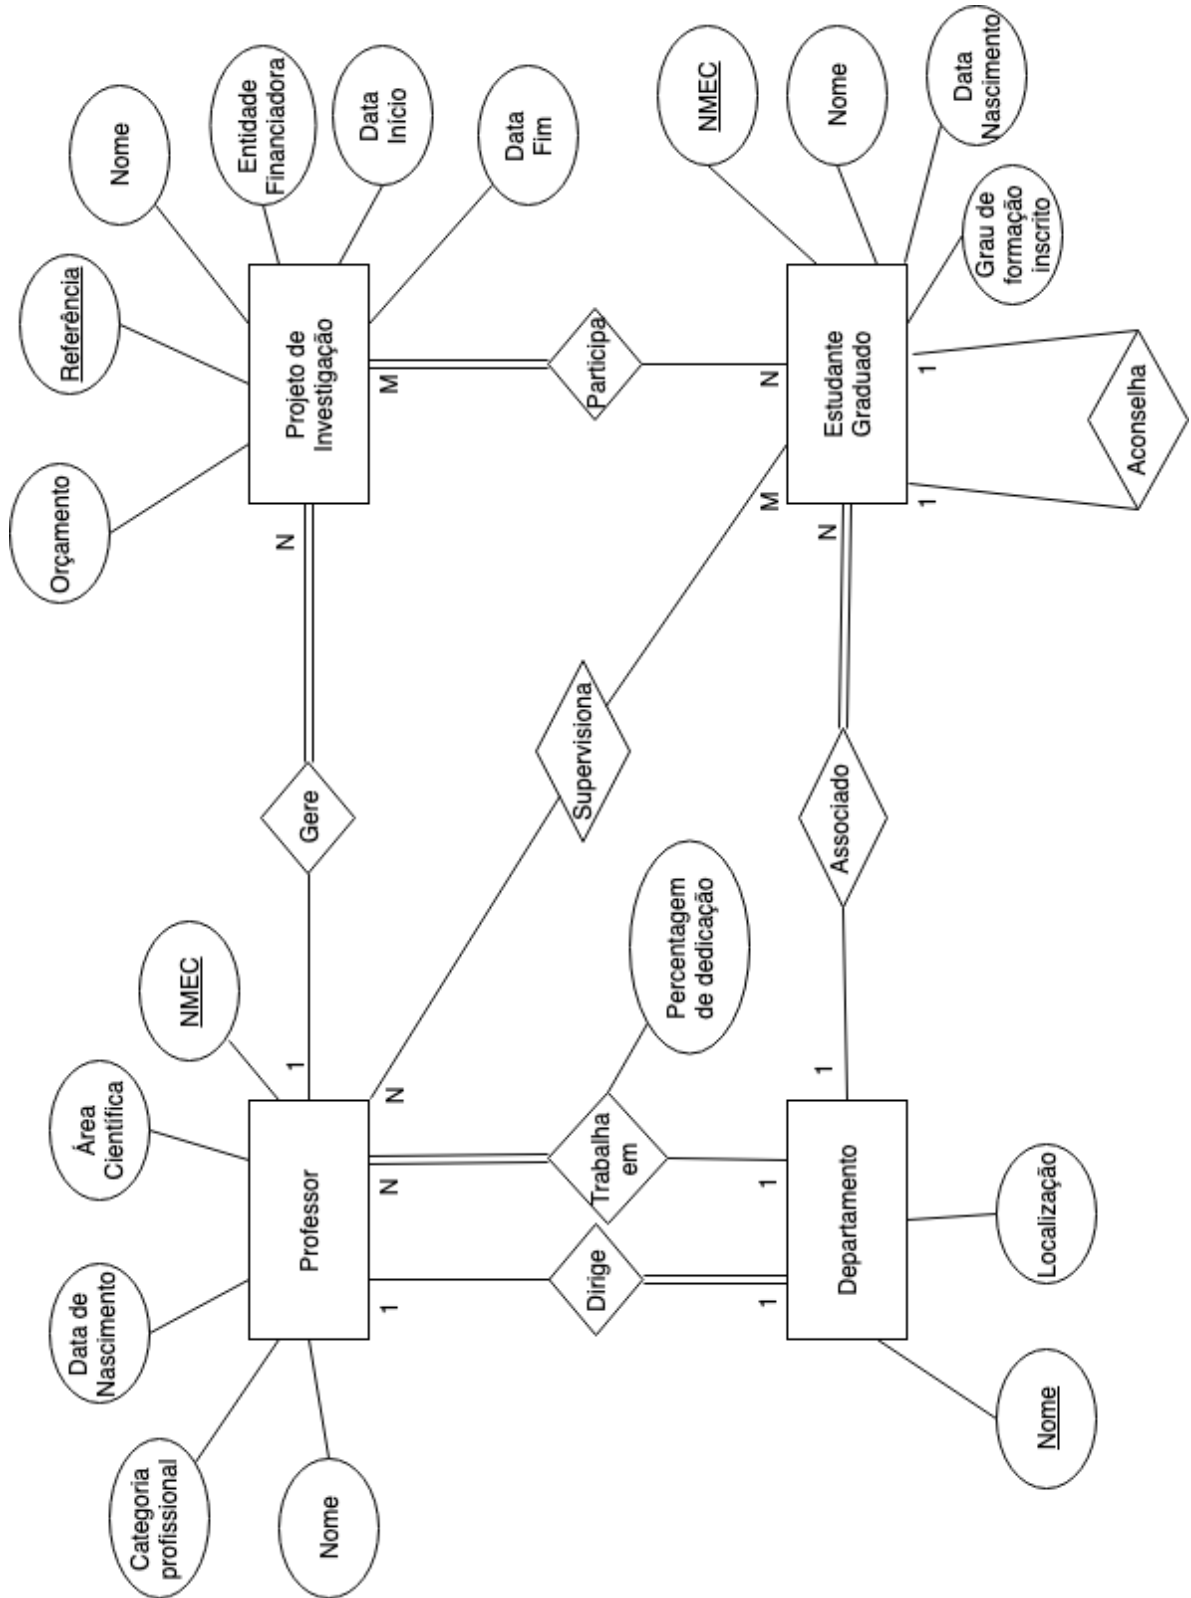 Orçamento
Referência
Nome
Data de
Nascimento
Área
Científica
Categoria
profissional
NMEC
Entidade
Financiadora
Nome
Professor
1
Gere
N
Projeto de
Investigação
Data
Início
Data
Fim
1
N
N
M
Dirige
Trabalha
em
Percentagem
de dedicação
Supervisiona
Participa
1
1
1
M
N
NMEC
Nome
Departamento
Associado
N
Estudante
Graduado
Data
Nascimento
Grau de
formação
inscrito
1
1
Nome
Localização
Aconselha